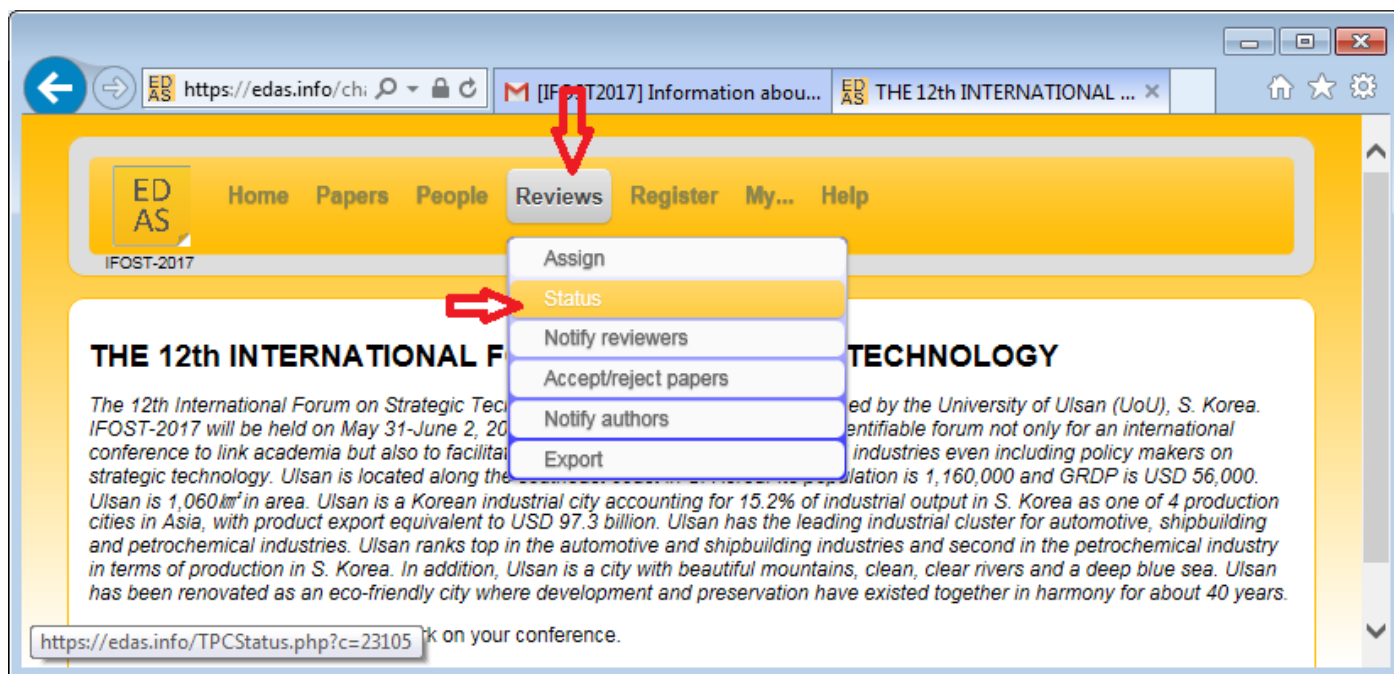 https://edas.info/ch
[IFOST2017] Information abou...
ED
AS
THE 12th INTERNATIONAL ...
ED
AS
Home Papers People Reviews Register My... Help
IFOST-2017
Assign
Status
Notify reviewers
Accept/reject papers
Notify authors
Export
THE 12th INTERNATIONAL F TECHNOLOGY
The 12th International Forum on Strategic Tec ed by the University of Ulsan (UoU), S. Korea.
IFOST-2017 will be held on May 31-June 2, 20 entifiable forum not only for an international
conference to link academia but also to facilitat industries even including policy makers on
strategic technology. Ulsan is located along the population is 1,160,000 and GRDP is USD 56,000.
Ulsan is 1,060㎢ in area. Ulsan is a Korean industrial city accounting for 15.2% of industrial output in S. Korea as one of 4 production
cities in Asia, with product export equivalent to USD 97.3 billion. Ulsan has the leading industrial cluster for automotive, shipbuilding
and petrochemical industries. Ulsan ranks top in the automotive and shipbuilding industries and second in the petrochemical industry
in terms of production in S. Korea. In addition, Ulsan is a city with beautiful mountains, clean, clear rivers and a deep blue sea. Ulsan
has been renovated as an eco-friendly city where development and preservation have existed together in harmony for about 40 years.
k on your conference.
https://edas.info/TPCStatus.php?c=23105